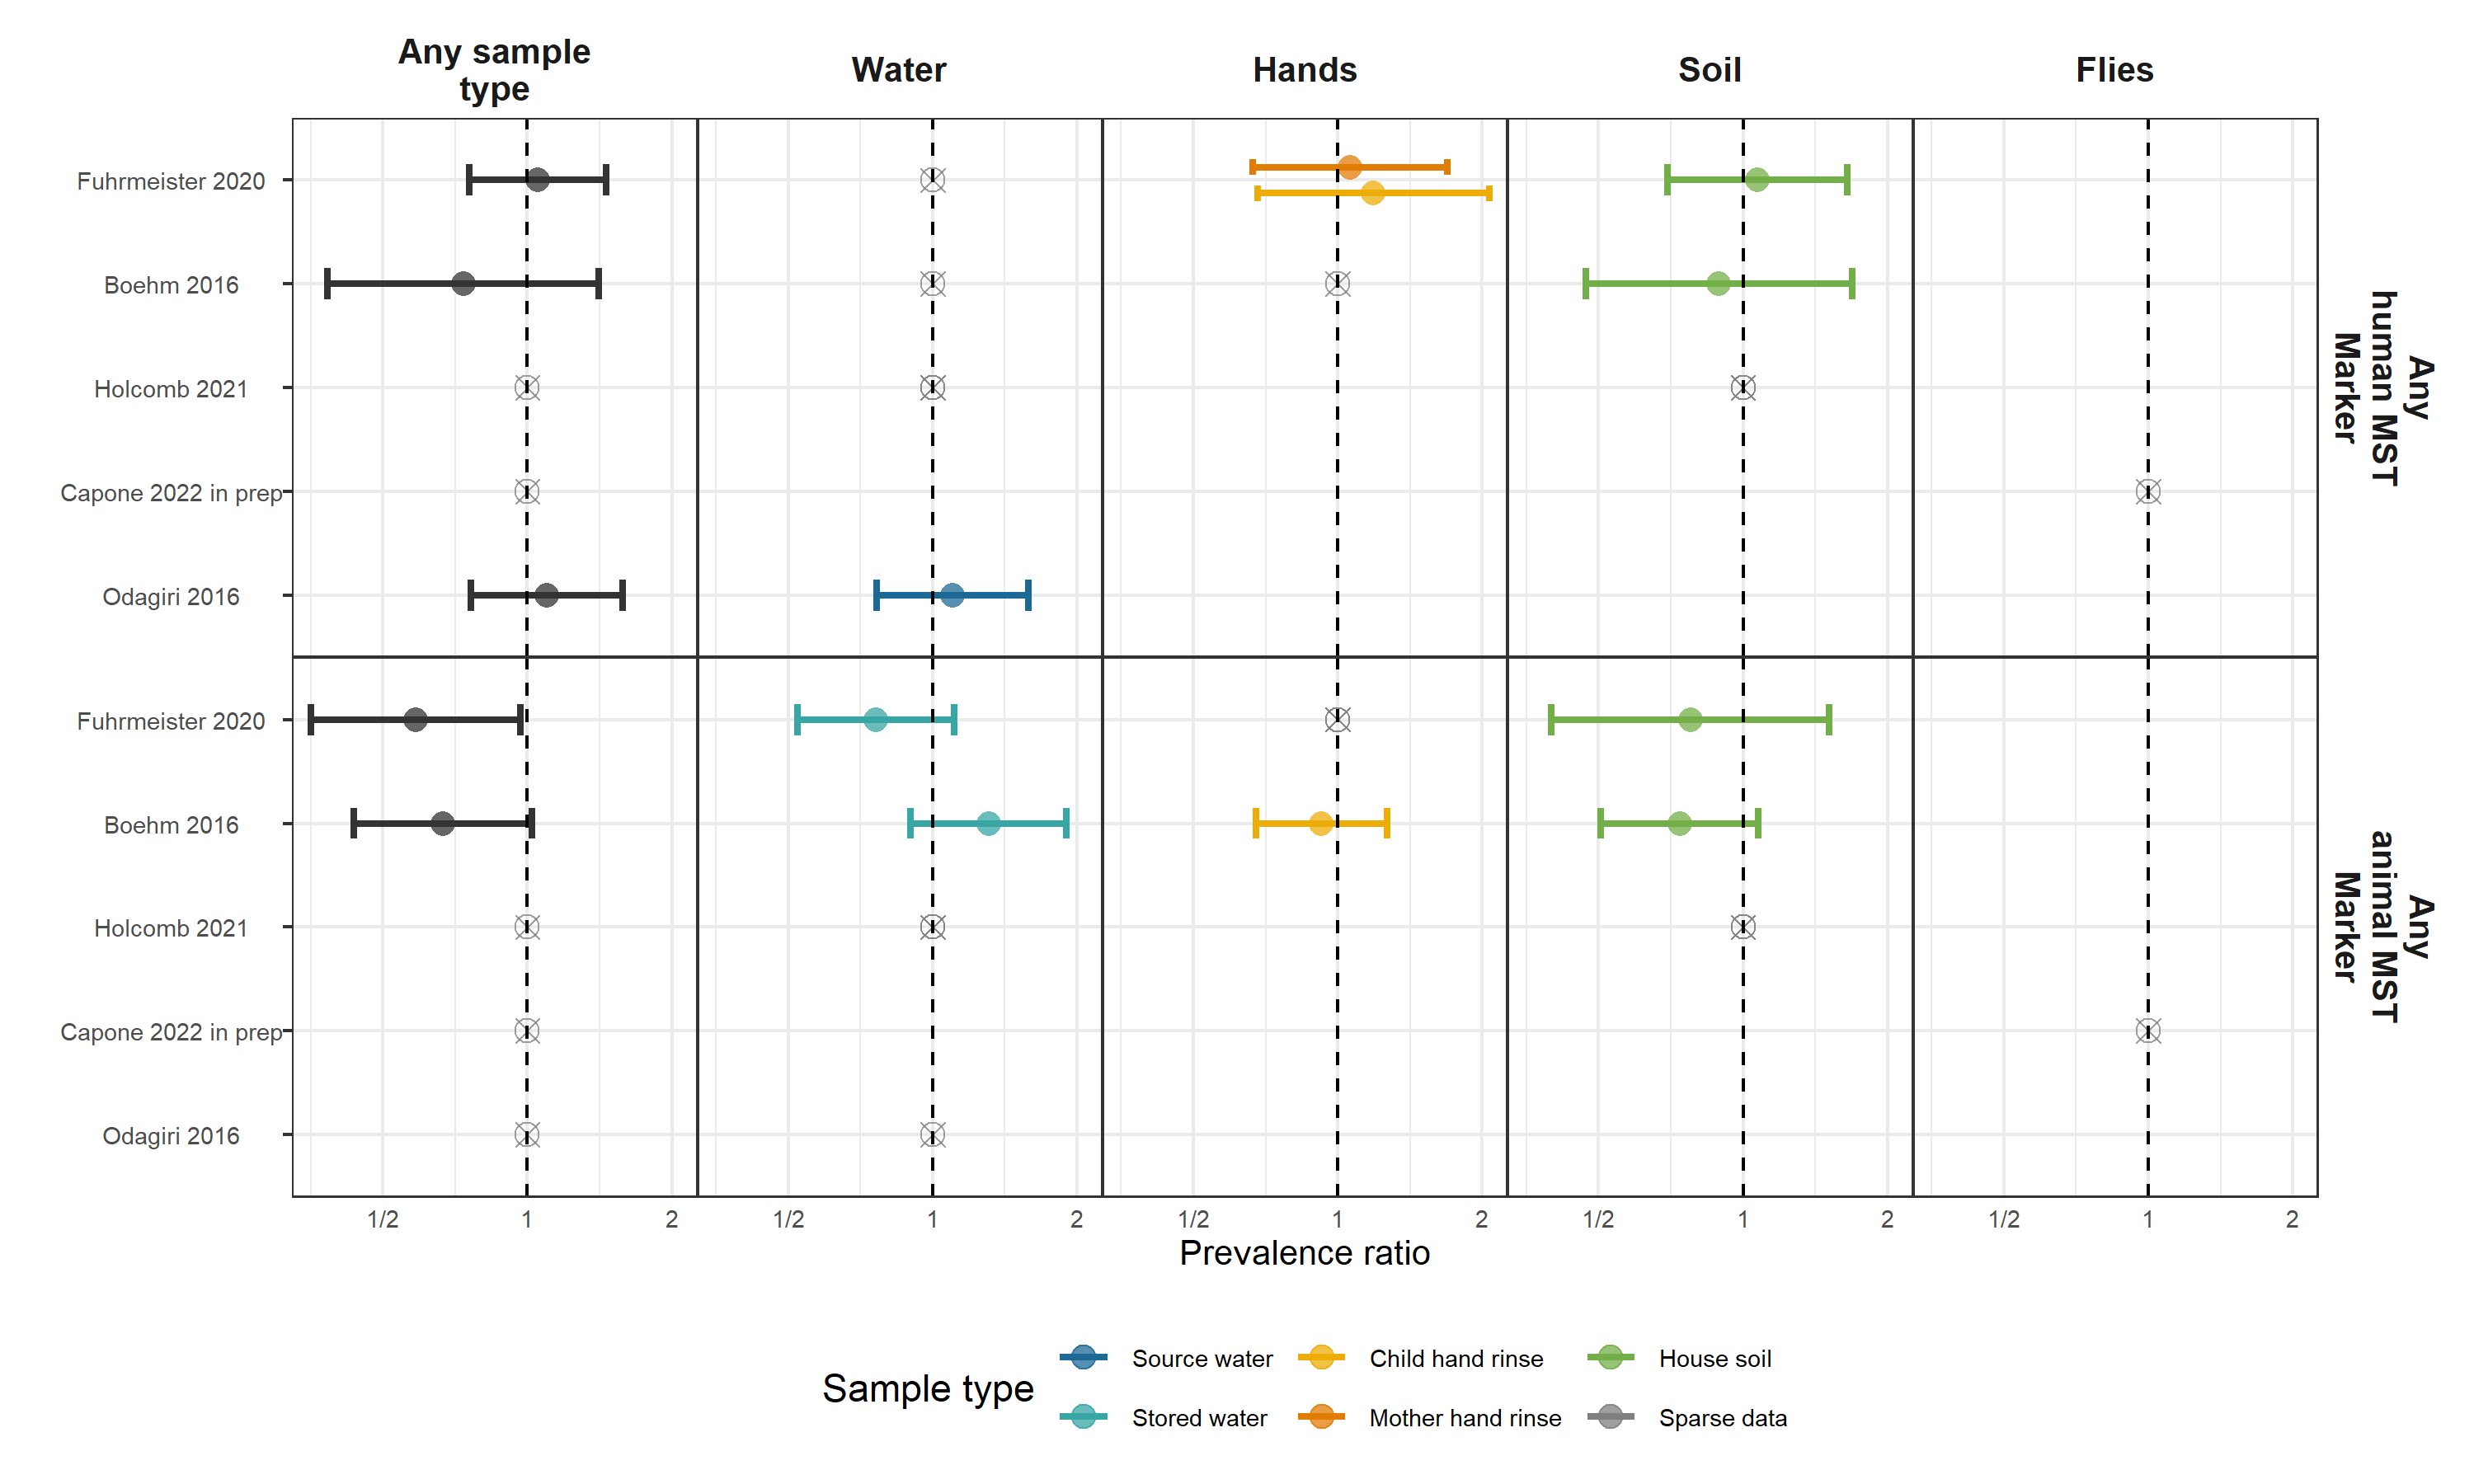 Any sample
type
Water
Hands
Soil
Flies
Fuhrmeister 2020
Boehm 2016
Holcomb 2021
Capone 2022 in prep
Odagiri 2016
Any
human MST
Marker
Fuhrmeister 2020
Boehm 2016
Holcomb 2021
Capone 2022 in prep
Odagiri 2016
Any
animal MST
Marker
1/2 1 2 1/2 1 2 1/2 1 2 1/2 1 2 1/2 1 2
Prevalence ratio
Sample type
Source water
Stored water
Child hand rinse
Mother hand rinse
House soil
Sparse data